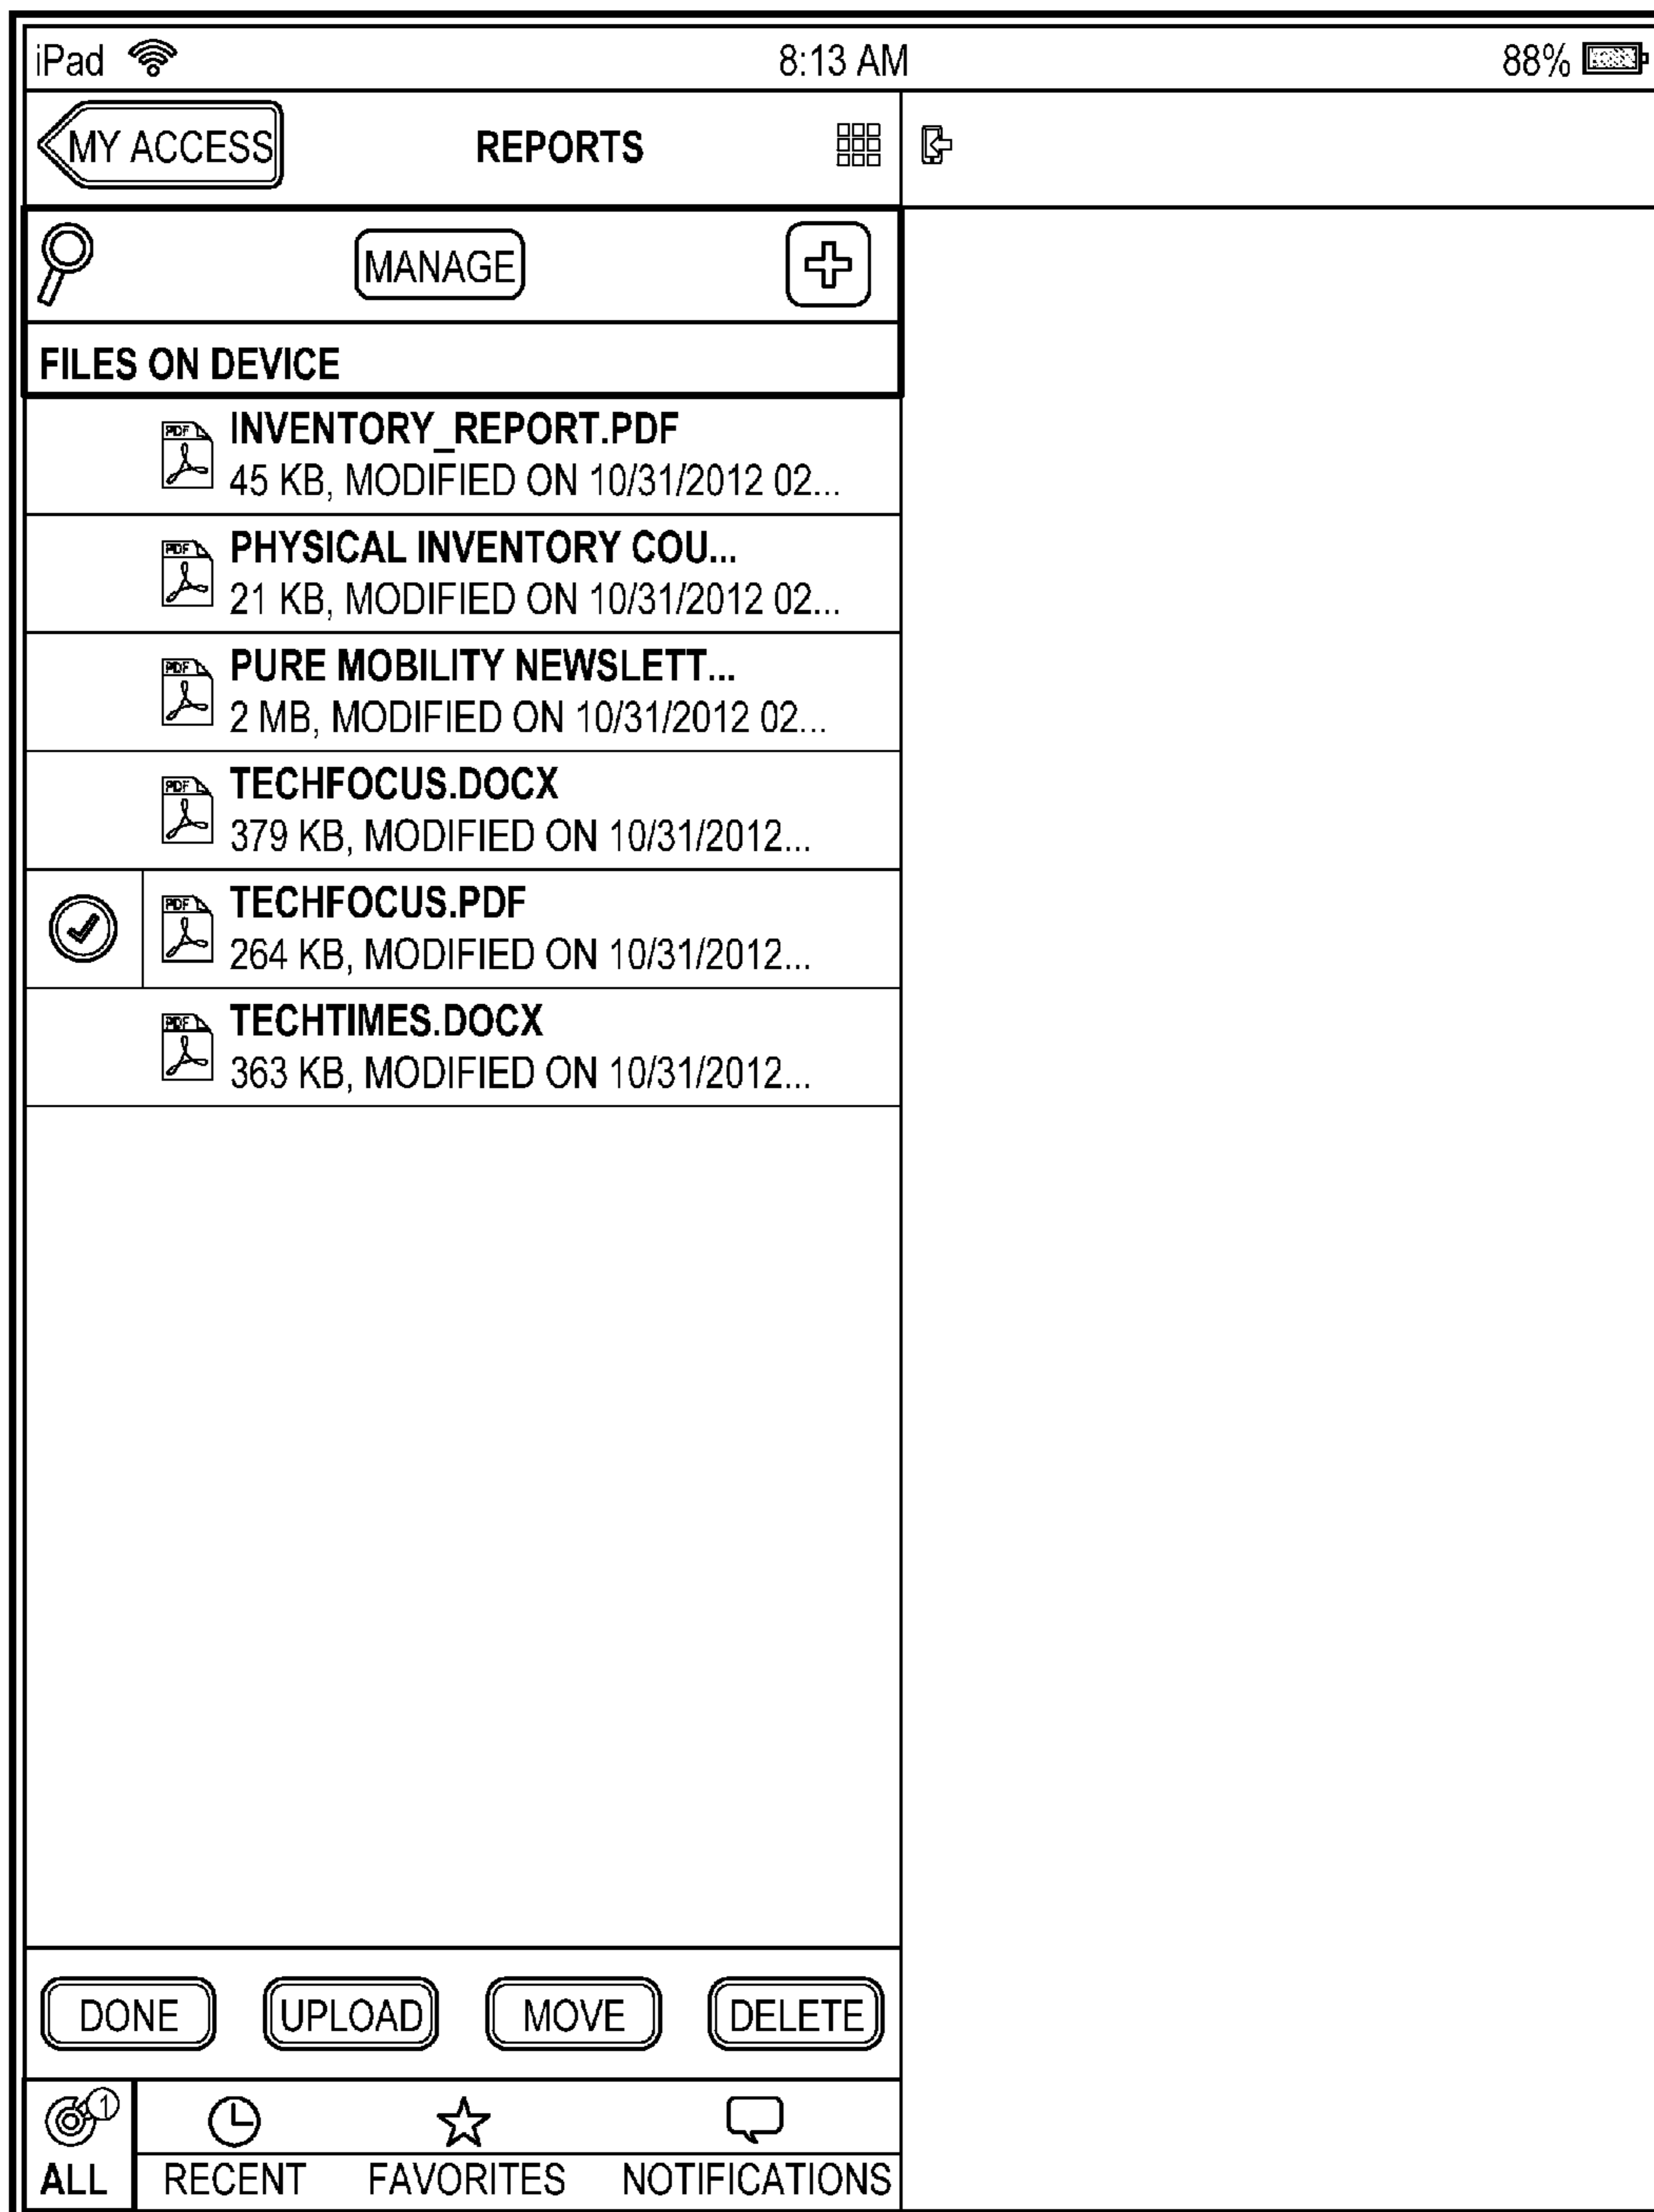 iPad 8:13 AM 88%
MY ACCESS REPORTS
MANAGE
FILES ON DEVICE
PDF INVENTORY_REPORT.PDF
45 KB, MODIFIED ON 10/31/2012 02...
PDF PHYSICAL INVENTORY COU...
21 KB, MODIFIED ON 10/31/2012 02...
PDF PURE MOBILITY NEWSLETT...
2 MB, MODIFIED ON 10/31/2012 02...
PDF TECHFOCUS.DOCX
379 KB, MODIFIED ON 10/31/2012...
PDF TECHFOCUS.PDF
264 KB, MODIFIED ON 10/31/2012...
PDF TECHTIMES.DOCX
363 KB, MODIFIED ON 10/31/2012...
DONE UPLOAD MOVE DELETE
1
ALL RECENT FAVORITES NOTIFICATIONS